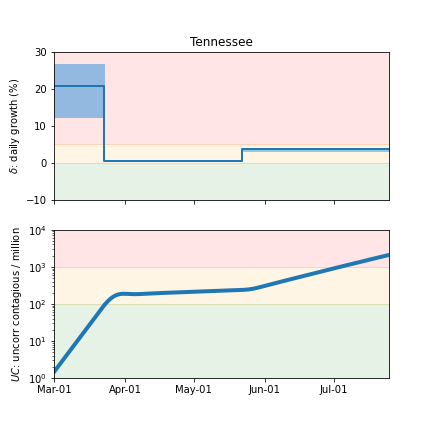 Tennessee
δ: daily growth (%)
30
20
10
0
−10
UC: uncorr contagious / million
10⁴
10³
10²
10¹
10⁰
Mar-01 Apr-01 May-01 Jun-01 Jul-01